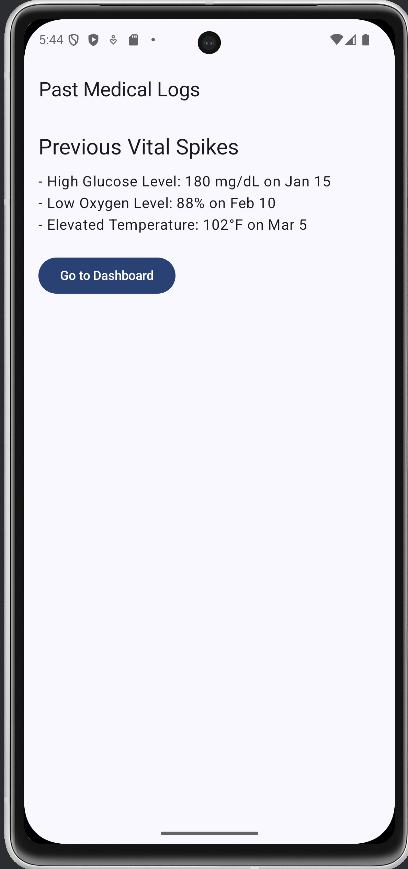 5:44
Past Medical Logs
Previous Vital Spikes
- High Glucose Level: 180 mg/dL on Jan 15
- Low Oxygen Level: 88% on Feb 10
- Elevated Temperature: 102°F on Mar 5
Go to Dashboard